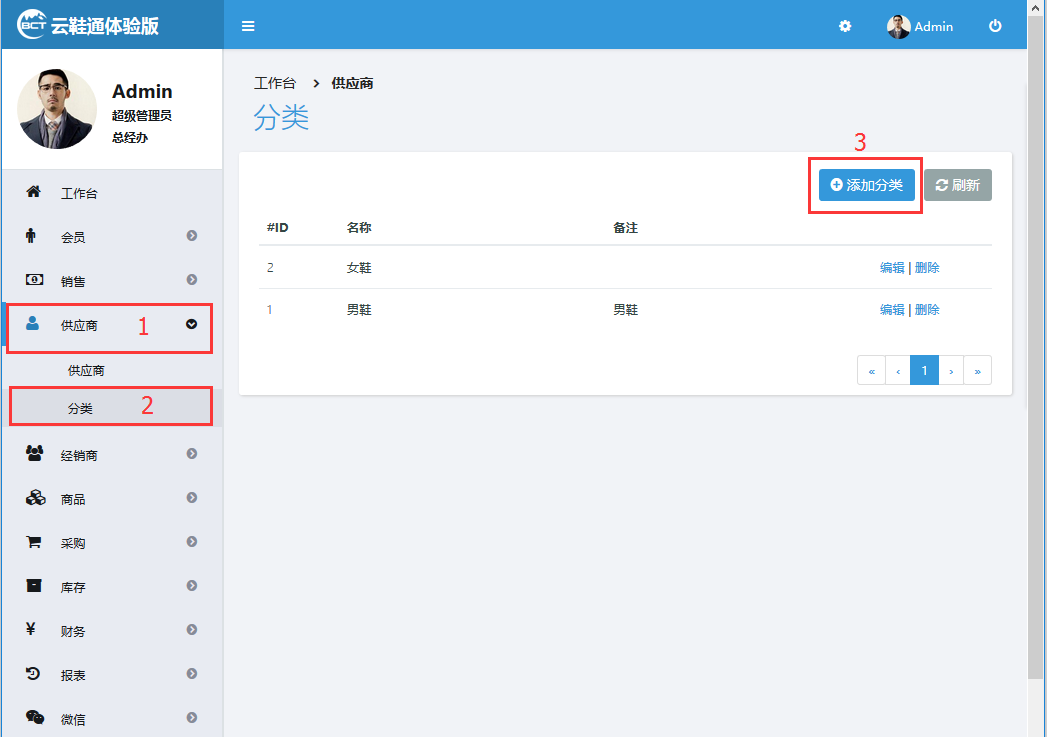 BCT 云鞋通体验版
Admin
Admin
超级管理员
总经办
工作台
会员
销售
供应商 1
供应商
分类 2
经销商
商品
采购
库存
财务
报表
微信
工作台 › 供应商
分类
3
添加分类 刷新
#ID 名称 备注
2 女鞋 编辑 | 删除
1 男鞋 男鞋 编辑 | 删除
« ‹ 1 › »